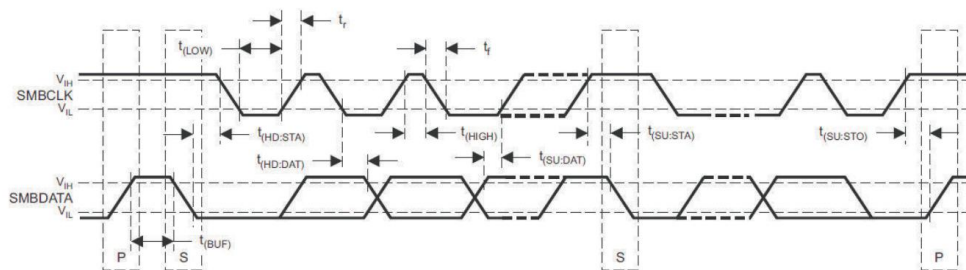 tr
t(LOW)
tf
VIH
SMBCLK
VIL
t(HD:STA)
t(HIGH)
t(SU:STA)
t(SU:STO)
t(HD:DAT)
t(SU:DAT)
VIH
SMBDATA
VIL
t(BUF)
P
S
S
P